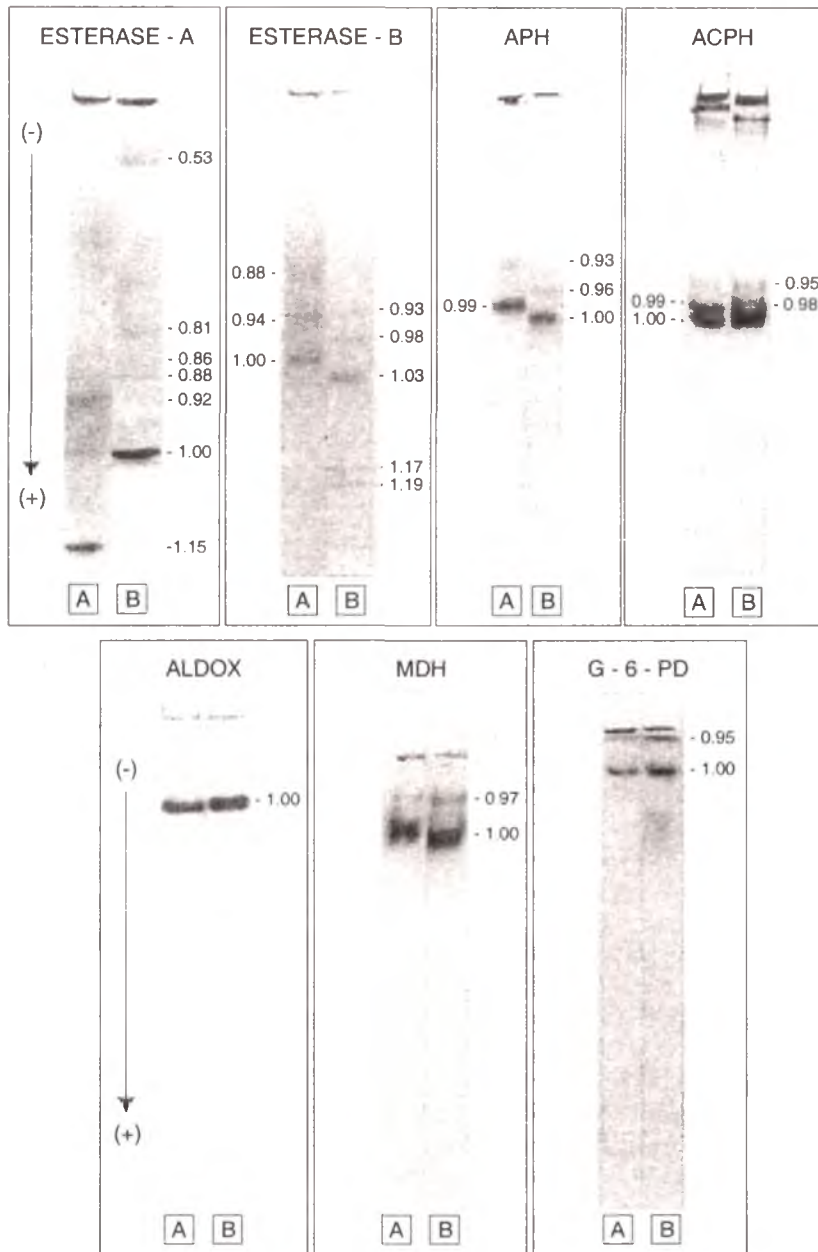 ESTERASE - A
(-)
- 0.53
- 0.81
- 0.86
- 0.88
- 0.92
- 1.00
(+)
-1.15
A B
ESTERASE - B
0.88 -
0.94 -
1.00 -
- 0.93
- 0.98
- 1.03
- 1.17
- 1.19
A B
APH
0.99 -
- 0.93
- 0.96
- 1.00
A B
ACPH
0.99 -
1.00 -
- 0.95
- 0.98
A B
ALDOX
(-)
- 1.00
(+)
A B
MDH
- 0.97
- 1.00
A B
G - 6 - PD
- 0.95
- 1.00
A B